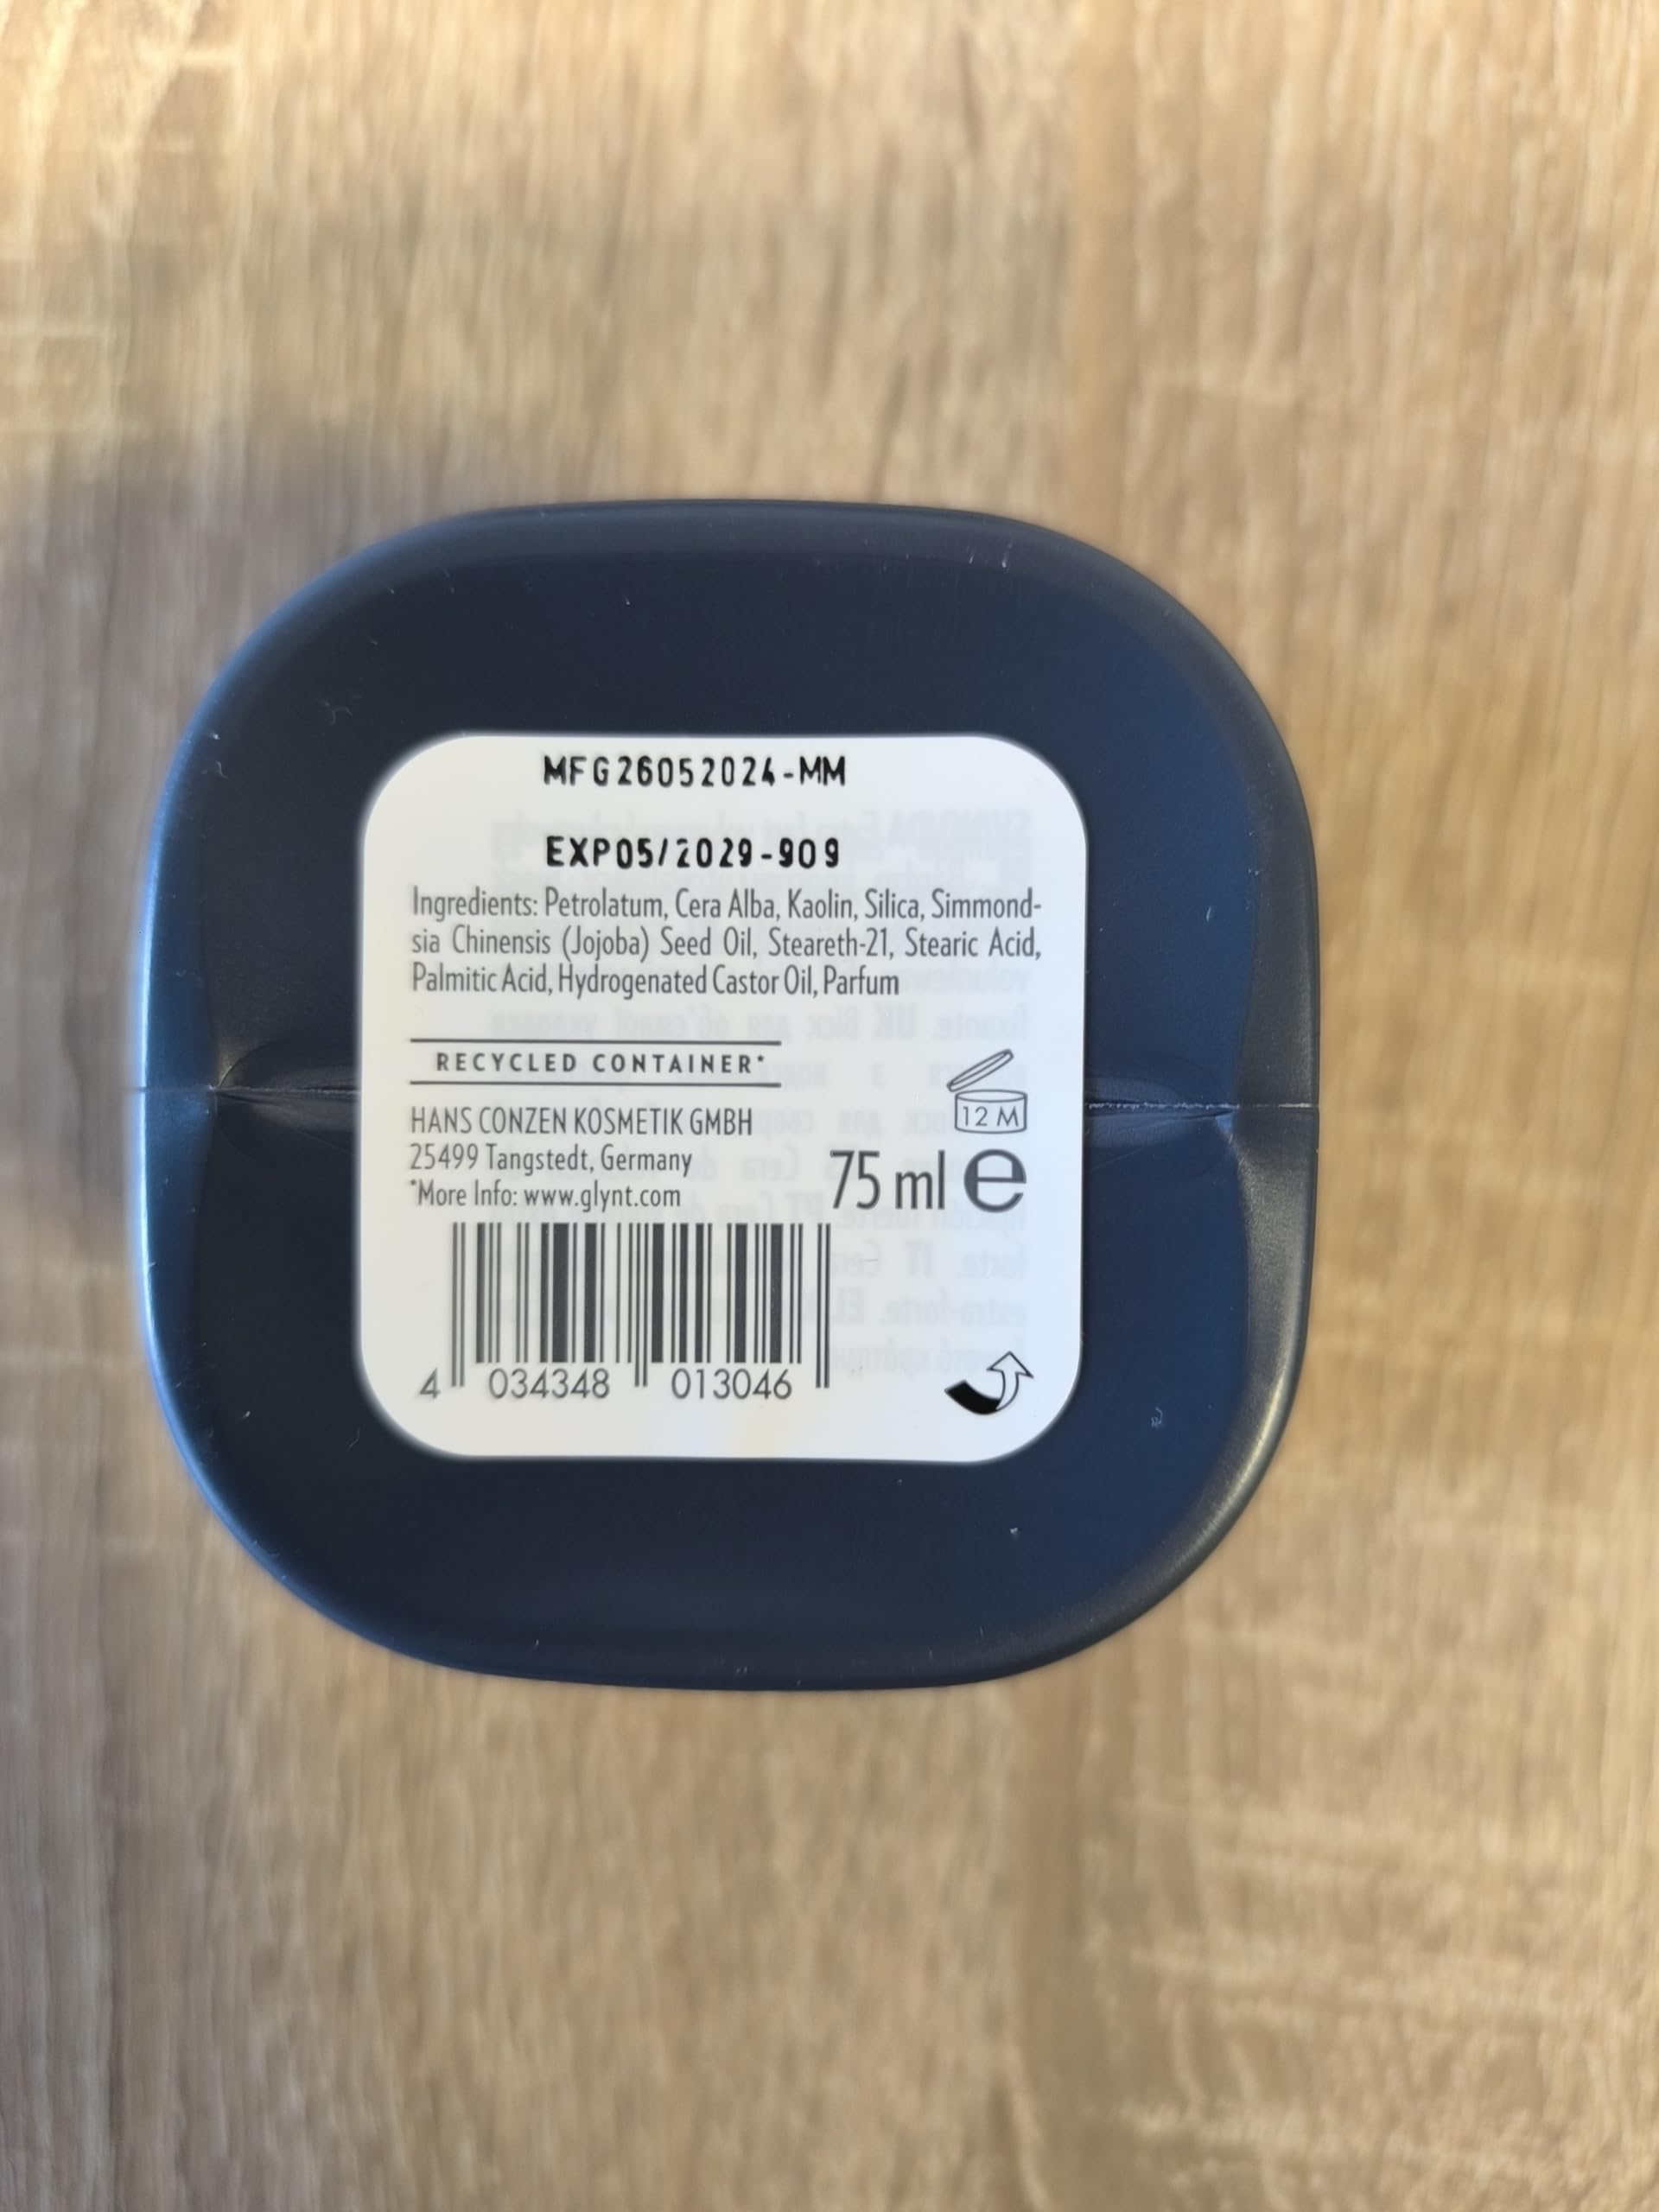 MFG26052024-MM
EXP05/2029-909
Ingredients: Petrolatum, Cera Alba, Kaolin, Silica, Simmond-
sia Chinensis (Jojoba) Seed Oil, Steareth-21, Stearic Acid,
Palmitic Acid, Hydrogenated Castor Oil, Parfum
RECYCLED CONTAINER*
12 M
HANS CONZEN KOSMETIK GMBH
25499 Tangstedt, Germany
*More Info: www.glynt.com
75 ml e
4 034348 013046